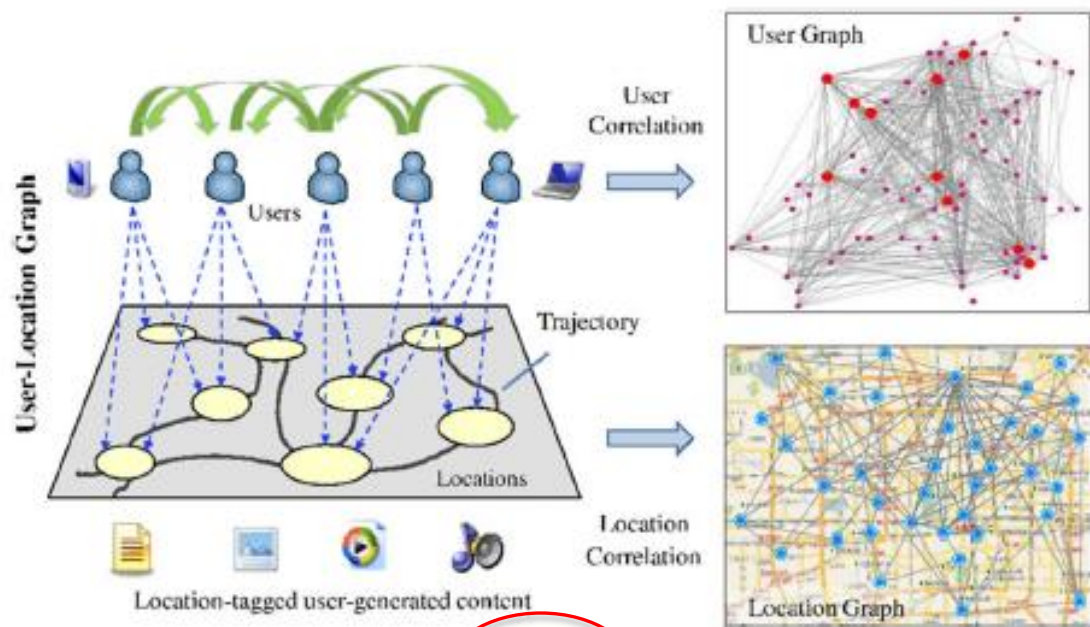 User Graph
User
Correlation
User-Location Graph
Users
Trajectory
Locations
Location
Correlation
Location-tagged user-generated content
Location Graph